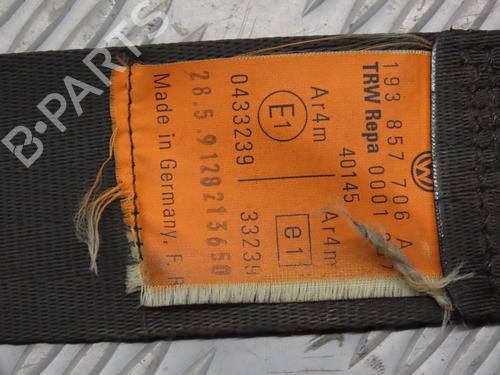 193 857 706 A
TRW Repa 0001
40145
Ar4m Ar4m
E1 e1
0433239 33239
28.5.9128213650
Made in Germany, F.R
B-PARTS